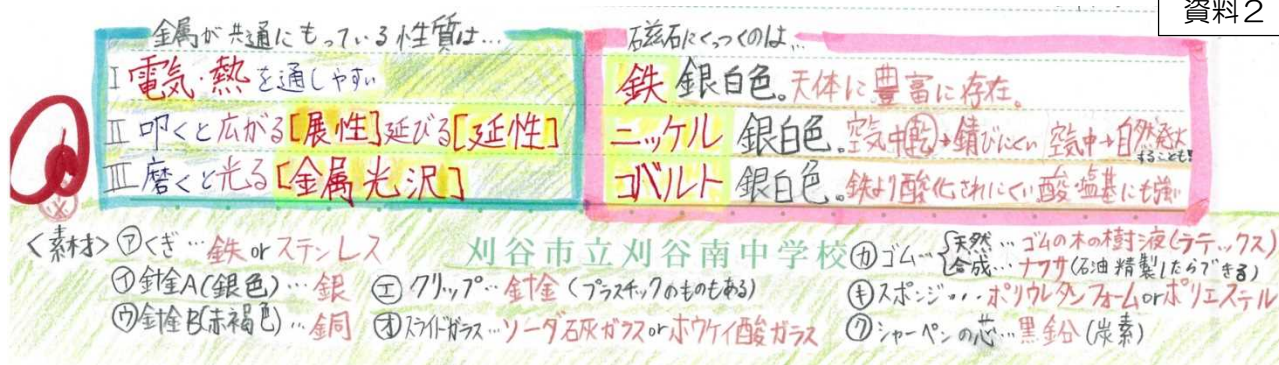 資料2
金属が共通にもっている性質は…
I 電気・熱を通しやすい
II 叩くと広がる[展性]延びる[延性]
III 磨くと光る[金属光沢]
磁石にくっつくのは…
鉄 銀白色。天体に豊富に存在。
ニッケル 銀白色。空気中乾→錆びにくい 空気中→自然発火することも!
コバルト 銀白色。鉄より酸化されにくい酸・塩基にも強い
刈谷市立刈谷南中学校
<素材>㋐くぎ…鉄orステンレス
㋑針金A(銀色)…銀
㋒針金B(赤褐色)…銅
㋓クリップ…針金(プラスチックのものもある)
㋔スライドガラス…ソーダ石灰ガラスorホウケイ酸ガラス
㋕ゴム…{天然…ゴムの木の樹液(ラテックス)
合成…ナフサ(石油精製したらできる)
㋖スポンジ…ポリウレタンフォームorポリエステル
㋗シャーペンの芯…黒鉛(炭素)